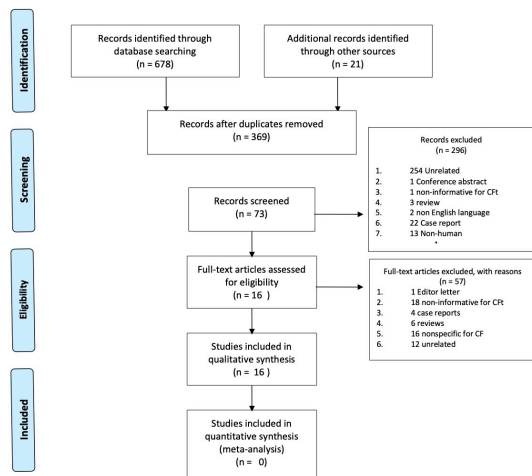 Identification
Records identified through
database searching
(n = 678)
Additional records identified
through other sources
(n = 21)
Records after duplicates removed
(n = 369)
Screening
Records excluded
(n = 296)
1. 254 Unrelated
2. 1 Conference abstract
3. 1 non-informative for CFt
4. 3 review
5. 2 non English language
6. 22 Case report
7. 13 Non-human
Records screened
(n = 73)
Eligibility
Full-text articles assessed
for eligibility
(n = 16 )
Full-text articles excluded, with reasons
(n = 57)
1. 1 Editor letter
2. 18 non-informative for CFt
3. 4 case reports
4. 6 reviews
5. 16 nonspecific for CF
6. 12 unrelated
Studies included in
qualitative synthesis
(n = 16 )
Included
Studies included in
quantitative synthesis
(meta-analysis)
(n = 0)